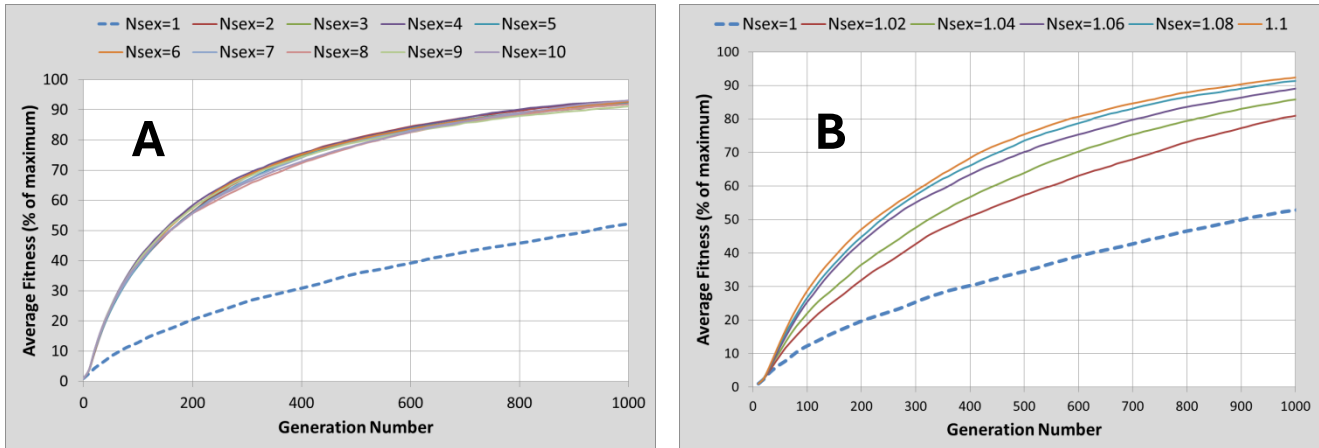 Nsex=1 Nsex=2 Nsex=3 Nsex=4 Nsex=5
Nsex=6 Nsex=7 Nsex=8 Nsex=9 Nsex=10
A
Average Fitness (% of maximum)
100
90
80
70
60
50
40
30
20
10
0
0 200 400 600 800 1000
Generation Number
Nsex=1 Nsex=1.02 Nsex=1.04 Nsex=1.06 Nsex=1.08 1.1
B
Average Fitness (% of maximum)
100
90
80
70
60
50
40
30
20
10
0
0 100 200 300 400 500 600 700 800 900 1000
Generation Number